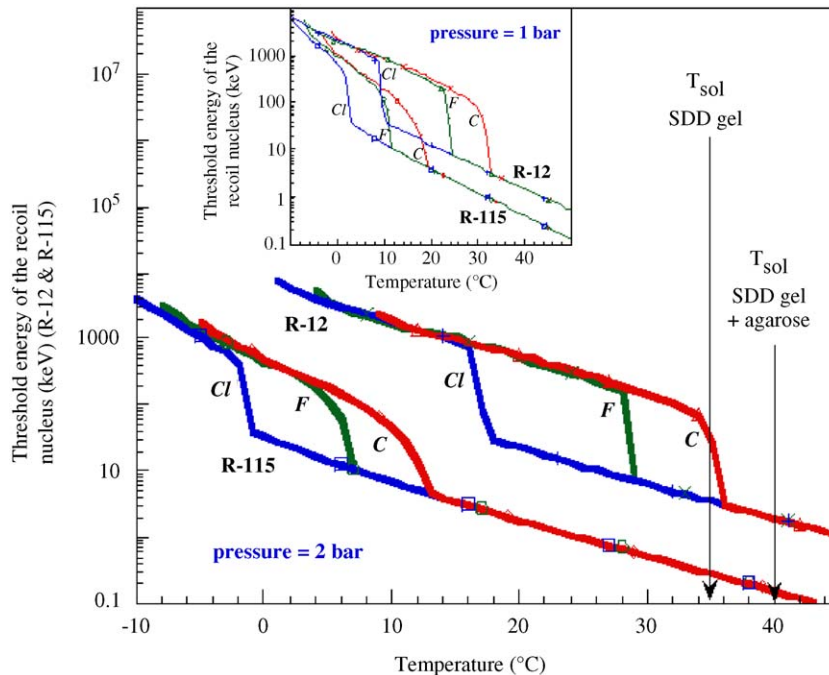 pressure = 1 bar
Threshold energy of the
recoil nucleus (keV)
1000
100
10
1
0.1
Cl
Cl
F
F
C
C
R-12
R-115
0
10
20
30
40
Temperature (°C)
Threshold energy of the recoil
nucleus (keV) (R-12 & R-115)
10^7
10^5
1000
10
0.1
T_sol
SDD gel
T_sol
SDD gel
+ agarose
R-12
Cl
Cl
F
F
C
C
R-115
pressure = 2 bar
-10
0
10
20
30
40
Temperature (°C)